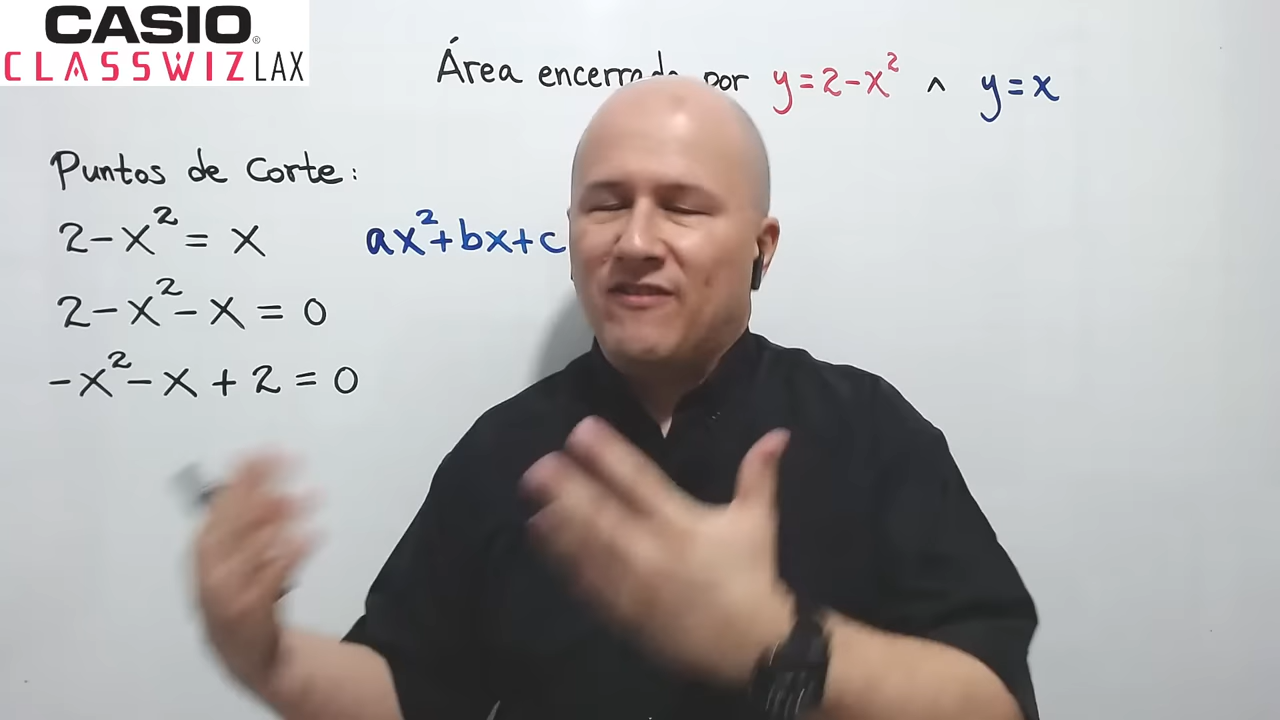 CASIO®
CLASSWIZ LAX
Área por y=2-x² ^ y=x
Puntos de Corte:
2-x² = x
ax²+bx+c
2-x²-x=0
-x²-x+2=0